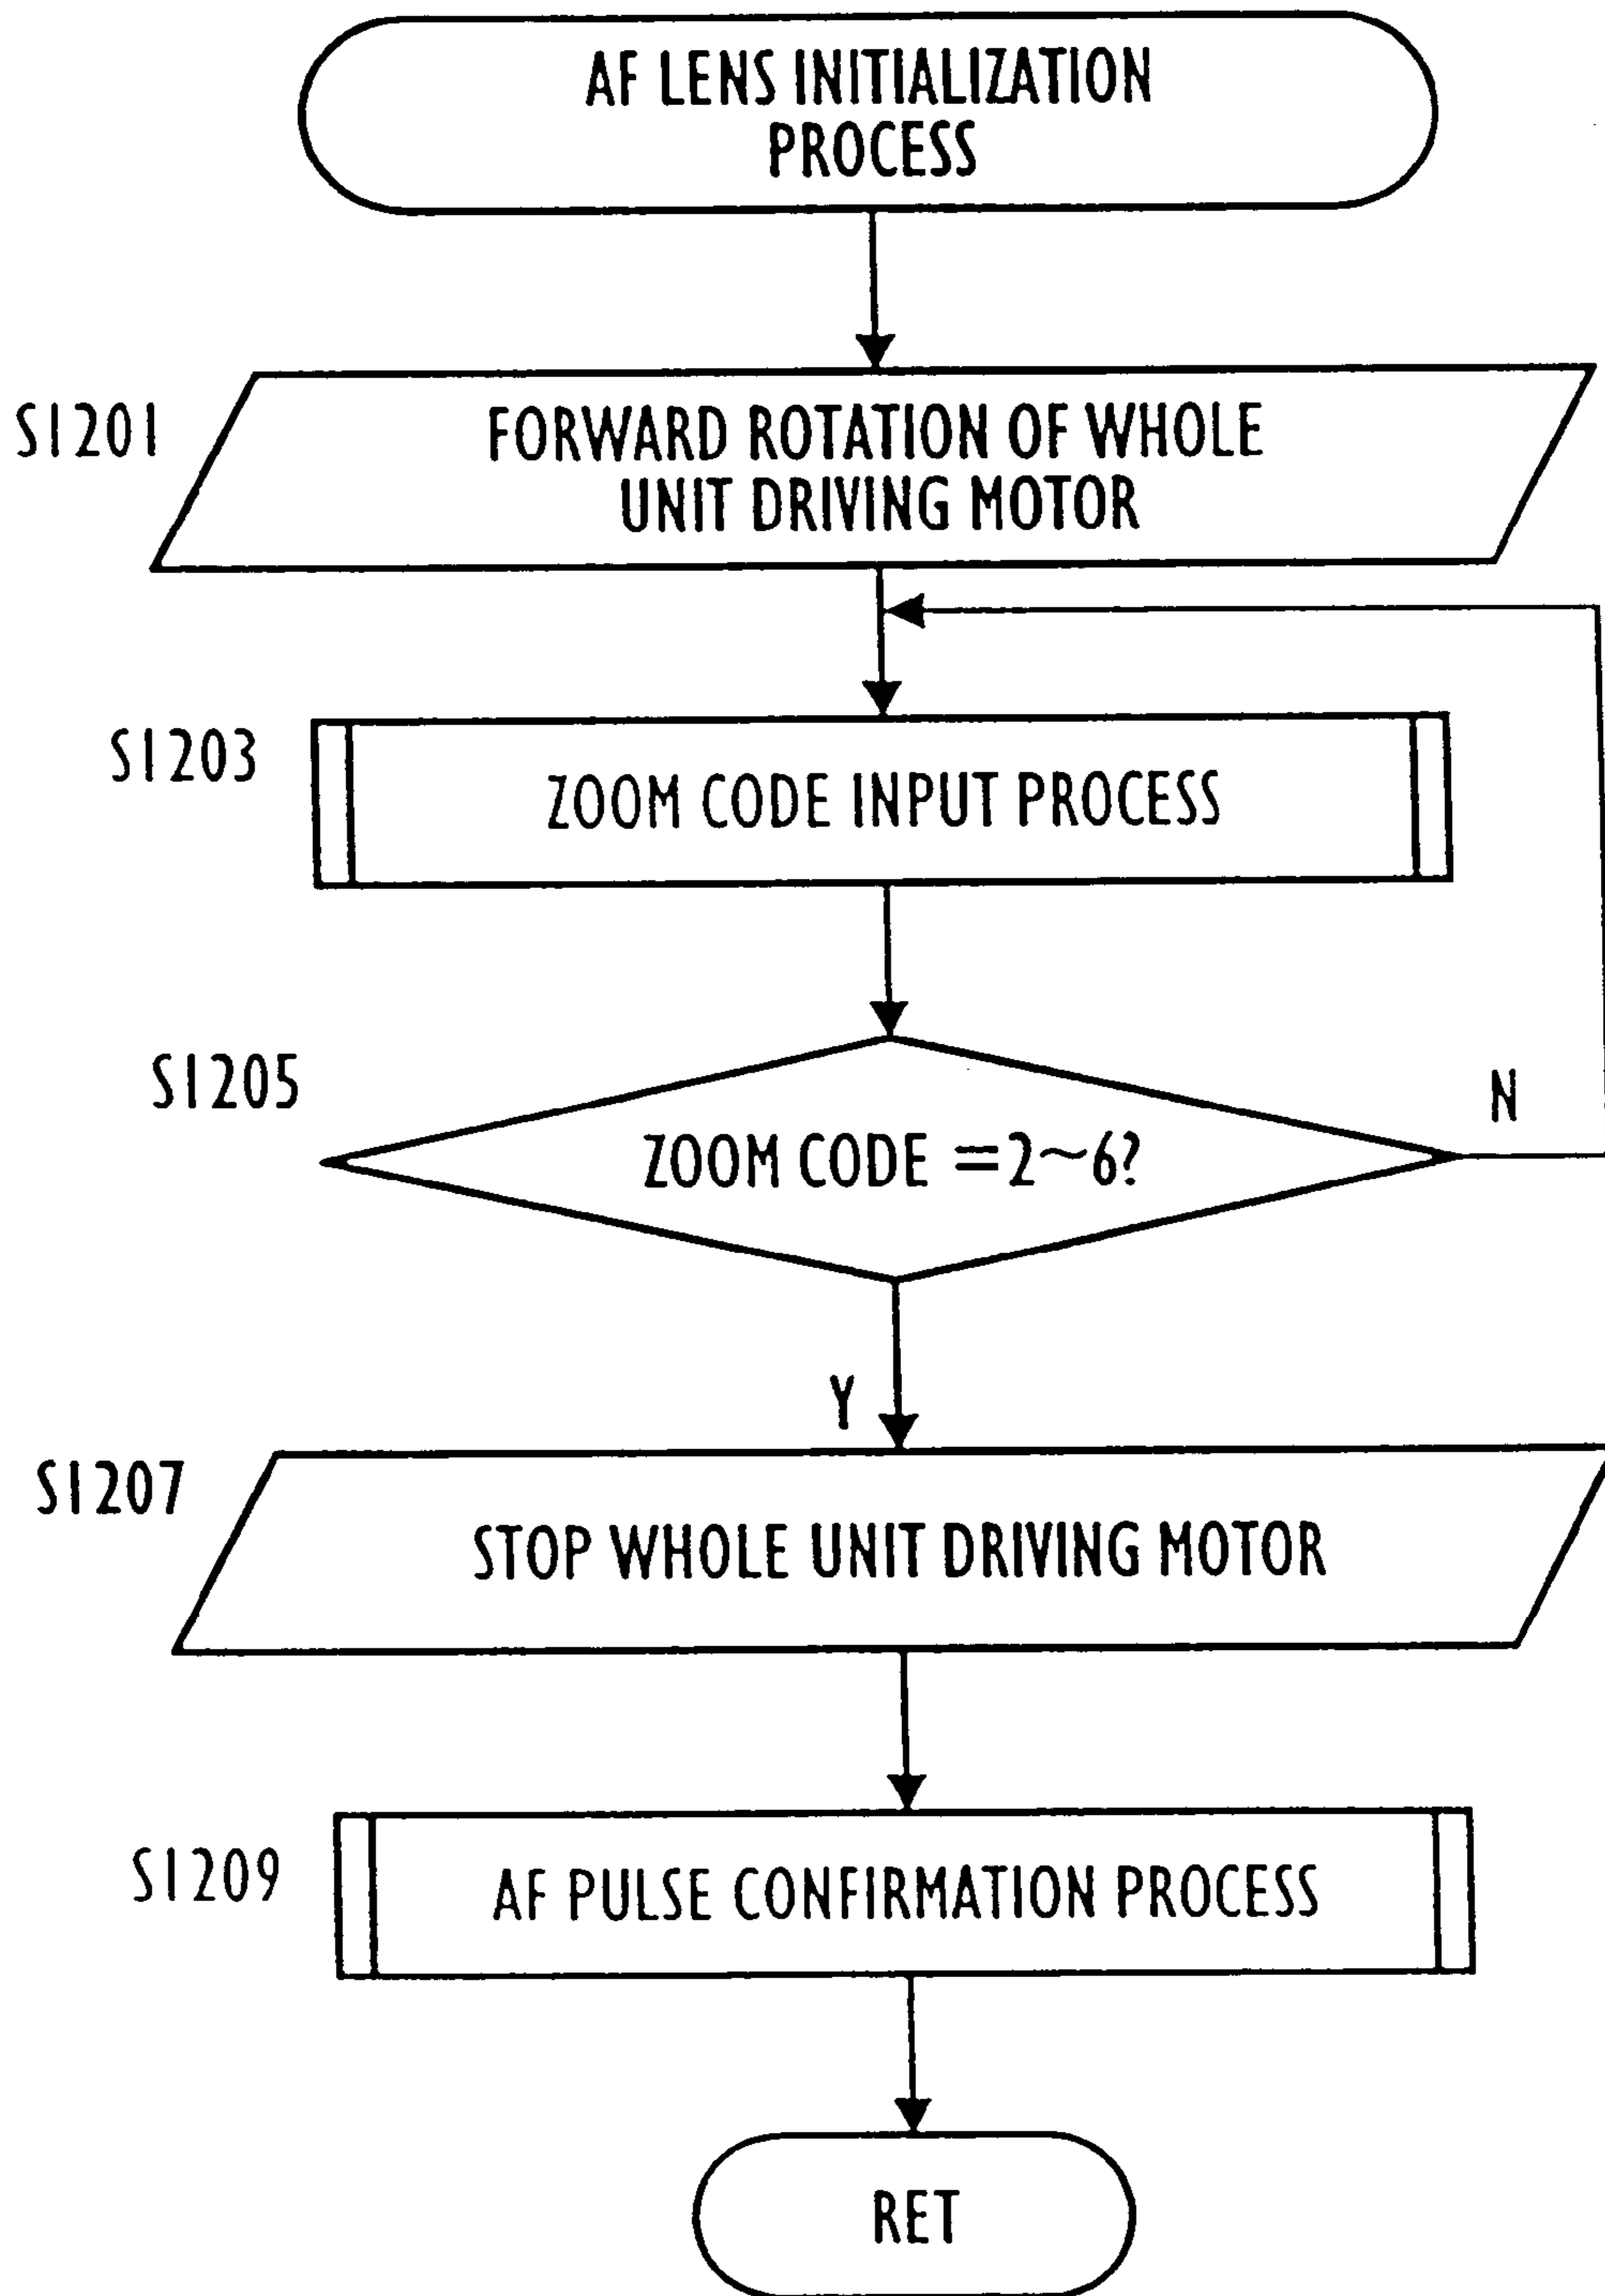 AF LENS INITIALIZATION
PROCESS
S1201
FORWARD ROTATION OF WHOLE
UNIT DRIVING MOTOR
S1203
ZOOM CODE INPUT PROCESS
S1205
ZOOM CODE =2~6?
N
Y
S1207
STOP WHOLE UNIT DRIVING MOTOR
S1209
AF PULSE CONFIRMATION PROCESS
RET